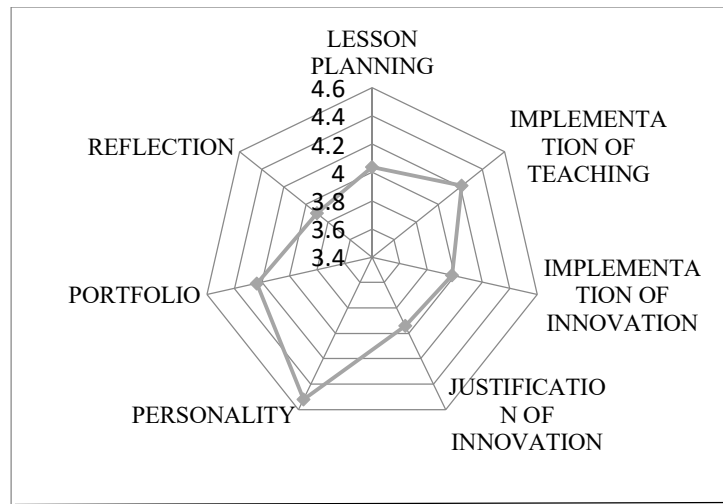 LESSON
PLANNING
4.6
4.4
4.2
4
3.8
3.6
3.4
IMPLEMENTA
TION OF
TEACHING
IMPLEMENTA
TION OF
INNOVATION
JUSTIFICATIO
N OF
INNOVATION
PERSONALITY
PORTFOLIO
REFLECTION